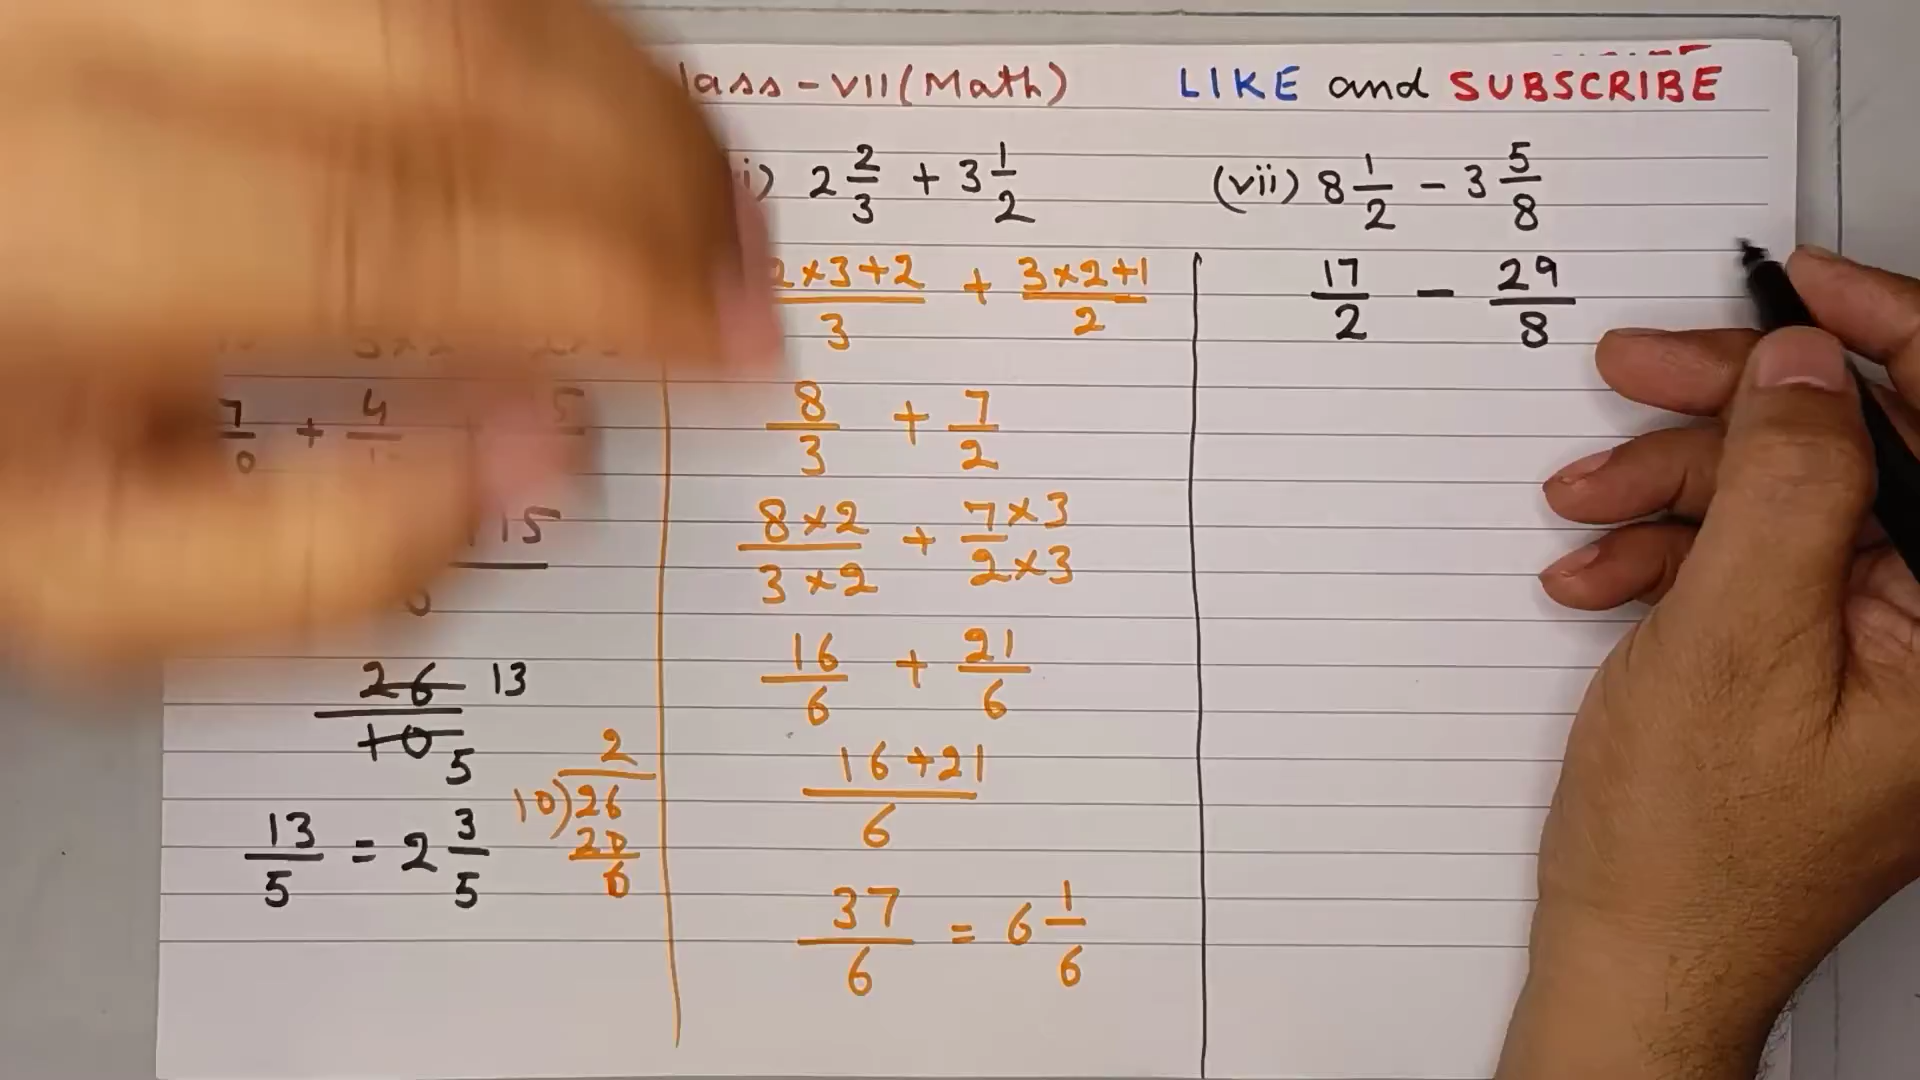 lass - VII (Math) LIKE and SUBSCRIBE
2 2/3 + 3 1/2
(vii) 8 1/2 - 3 5/8
7 + 4/ 5
15
26 13
10 5
13/5 = 2 3/5
2
10)26
20
6
2×3+2/3 + 3×2+1/2
8/3 + 7/2
8×2/3×2 + 7×3/2×3
16/6 + 21/6
16+21/6
37/6 = 6 1/6
17/2 - 29/8